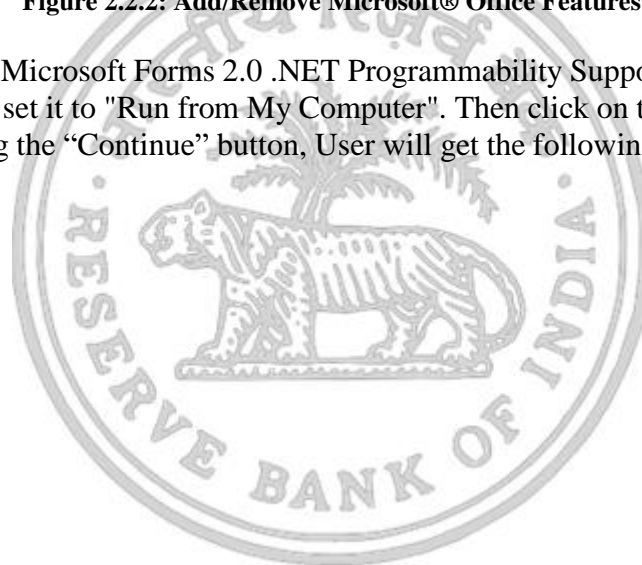 Figure 2.2.2: Add/Remove Microsoft® Office Features
Microsoft Forms 2.0 .NET Programmability Suppo
set it to "Run from My Computer". Then click on t
g the “Continue” button, User will get the followin
RESERVE BANK OF INDIA